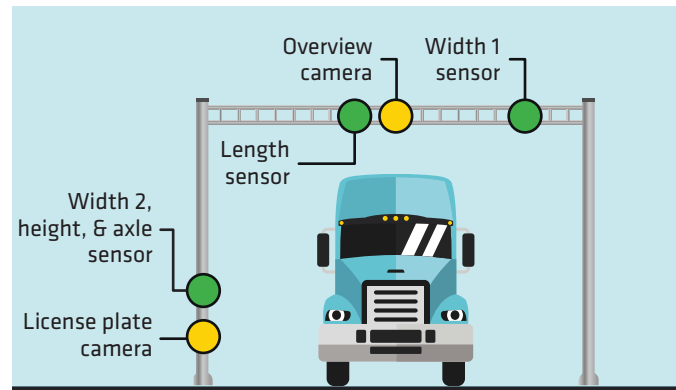 Overview
camera
Width 1
sensor
Length
sensor
Width 2,
height, & axle
sensor
License plate
camera